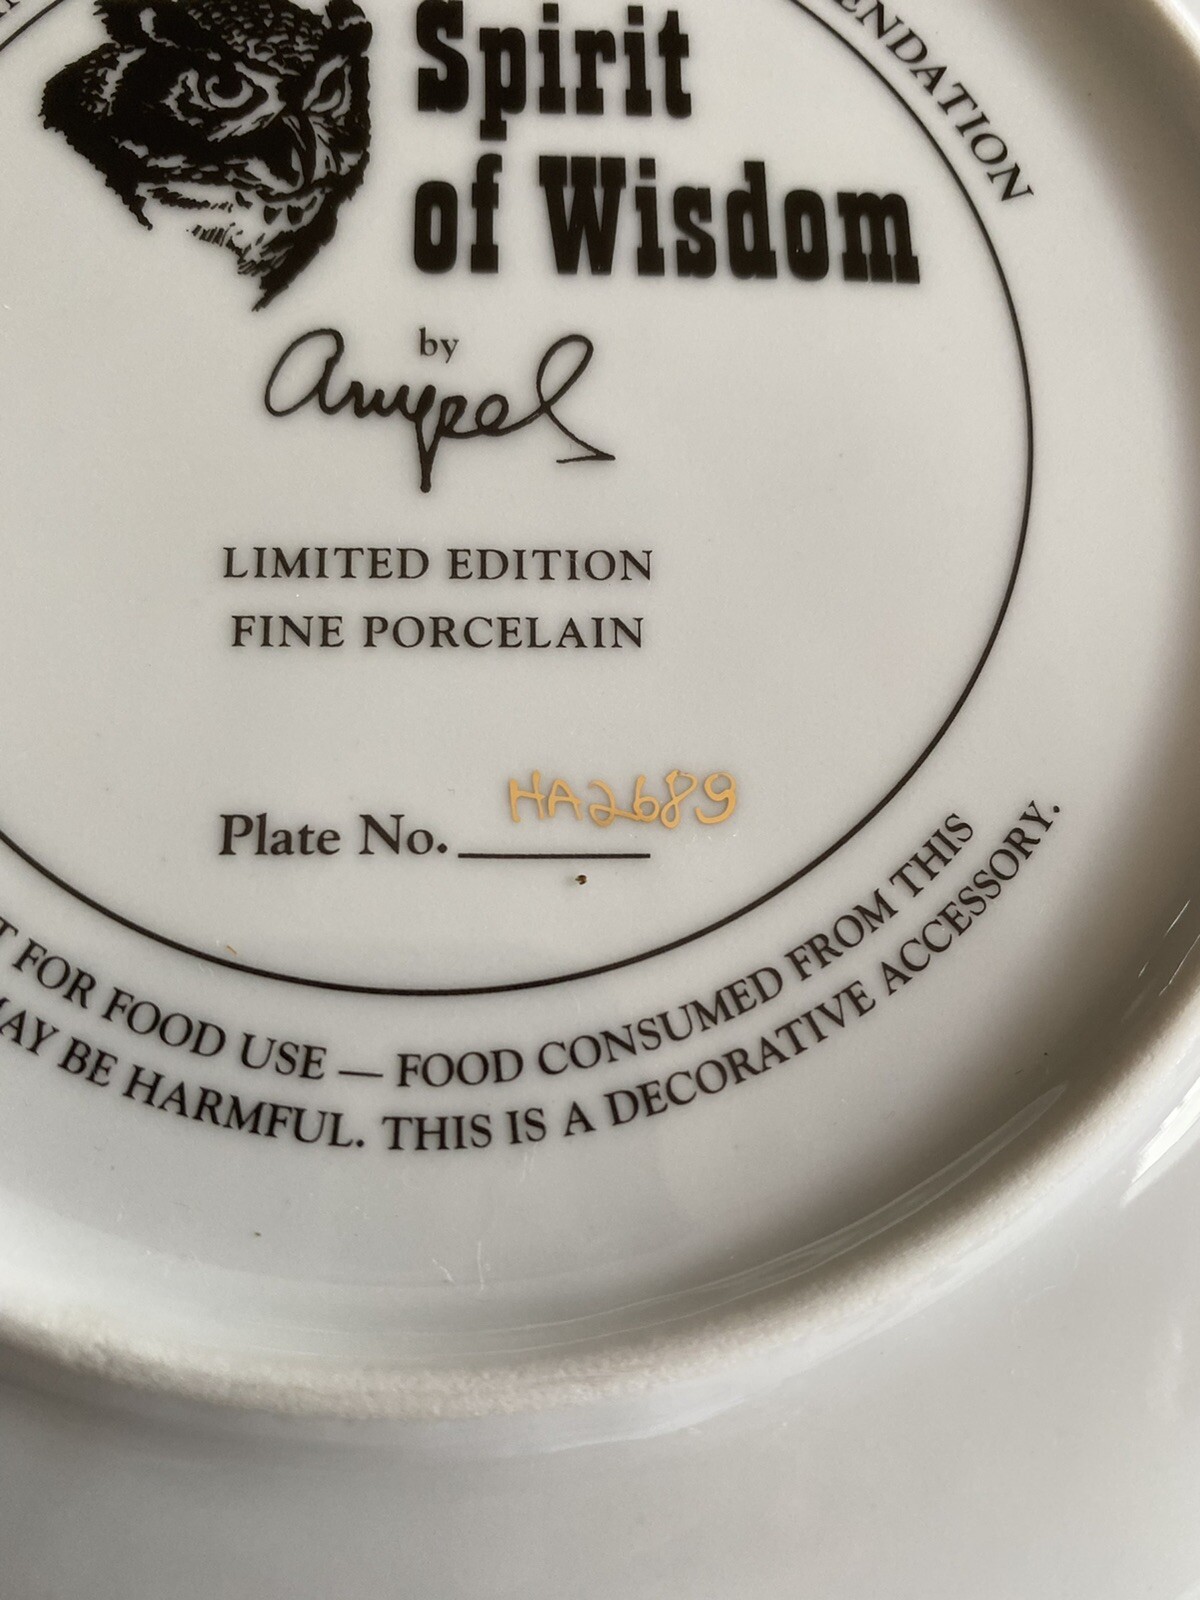 Spirit
of Wisdom
by
LIMITED EDITION
FINE PORCELAIN
Plate No. HA2689
FOR FOOD USE — FOOD CONSUMED FROM THIS
MAY BE HARMFUL. THIS IS A DECORATIVE ACCESSORY.